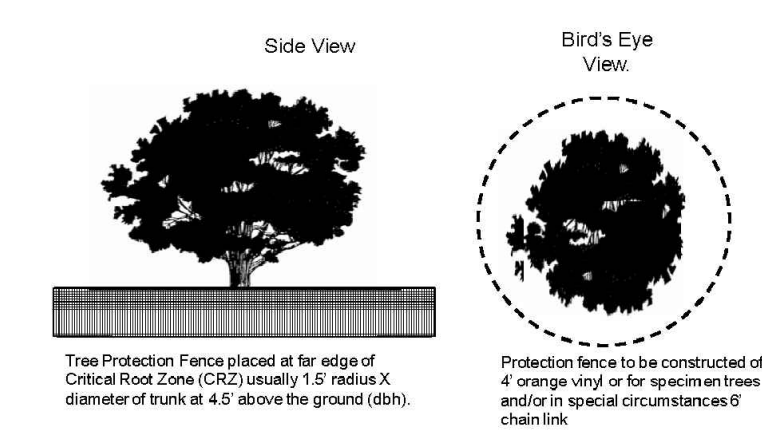 Side View
Bird's Eye
View.
Tree Protection Fence placed at far edge of
Critical Root Zone (CRZ) usually 1.5' radius X
diameter of trunk at 4.5' above the ground (dbh).
Protection fence to be constructed of
4' orange vinyl or for specimen trees
and/or in special circumstances 6'
chain link